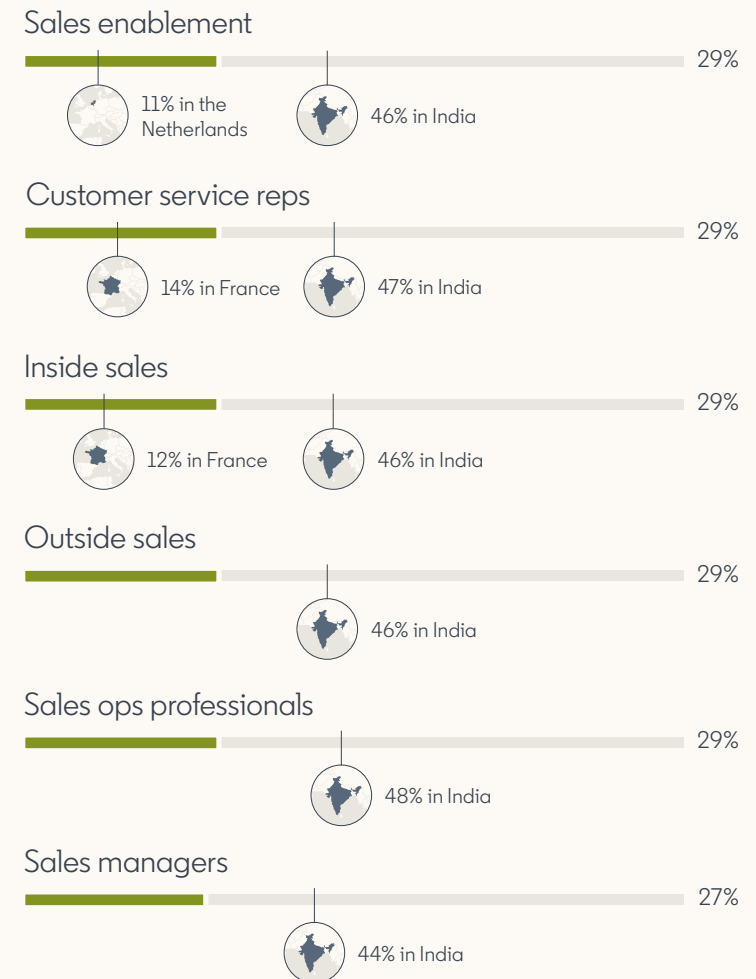 Sales enablement
29%
11% in the
Netherlands
46% in India
Customer service reps
29%
14% in France
47% in India
Inside sales
29%
12% in France
46% in India
Outside sales
29%
46% in India
Sales ops professionals
29%
48% in India
Sales managers
27%
44% in India